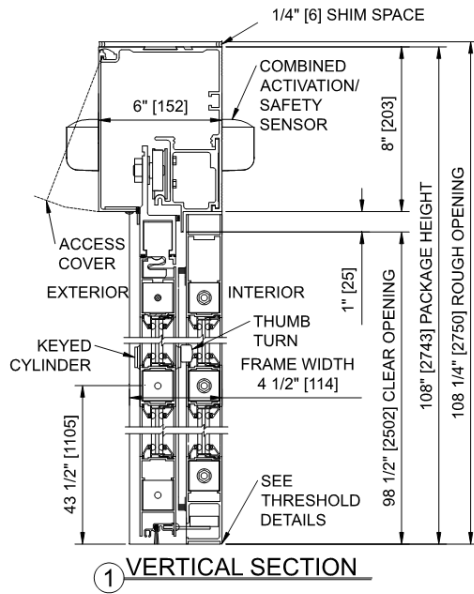 1/4" [6] SHIM SPACE
COMBINED
ACTIVATION/
SAFETY
SENSOR
6" [152]
8" [203]
ACCESS
COVER
EXTERIOR
INTERIOR
1" [25]
KEYED
CYLINDER
THUMB
TURN
FRAME WIDTH
4 1/2" [114]
43 1/2" [1105]
98 1/2" [2502] CLEAR OPENING
108" [2743] PACKAGE HEIGHT
108 1/4" [2750] ROUGH OPENING
SEE
THRESHOLD
DETAILS
1 VERTICAL SECTION